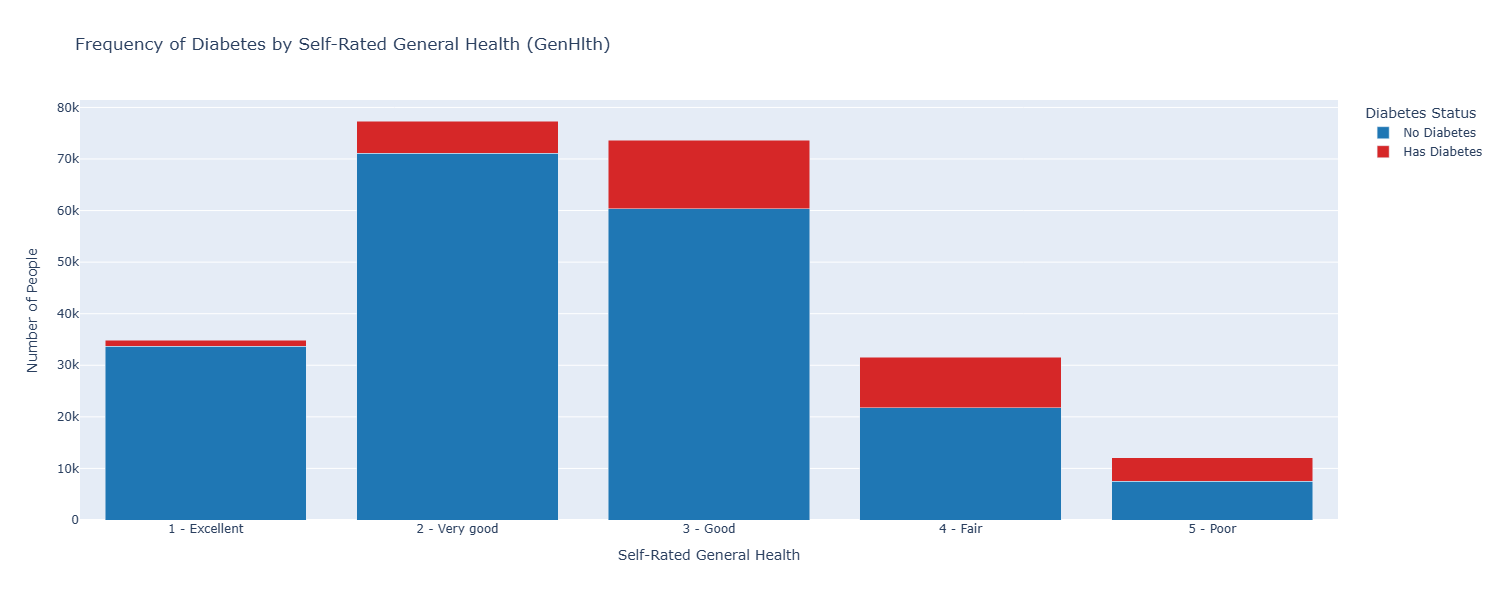 Frequency of Diabetes by Self-Rated General Health (GenHlth)
Diabetes Status
No Diabetes
Has Diabetes
Number of People
80k
70k
60k
50k
40k
30k
20k
10k
0
1 - Excellent
2 - Very good
3 - Good
4 - Fair
5 - Poor
Self-Rated General Health